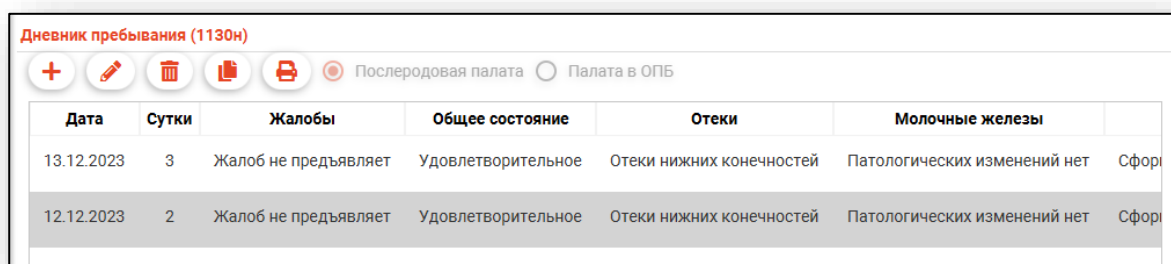 Дневник пребывания (1130н)
Послеродовая палата Палата в ОПБ
Дата Сутки Жалобы Общее состояние Отеки Молочные железы
13.12.2023 3 Жалоб не предъявляет Удовлетворительное Отеки нижних конечностей Патологических изменений нет
12.12.2023 2 Жалоб не предъявляет Удовлетворительное Отеки нижних конечностей Патологических изменений нет